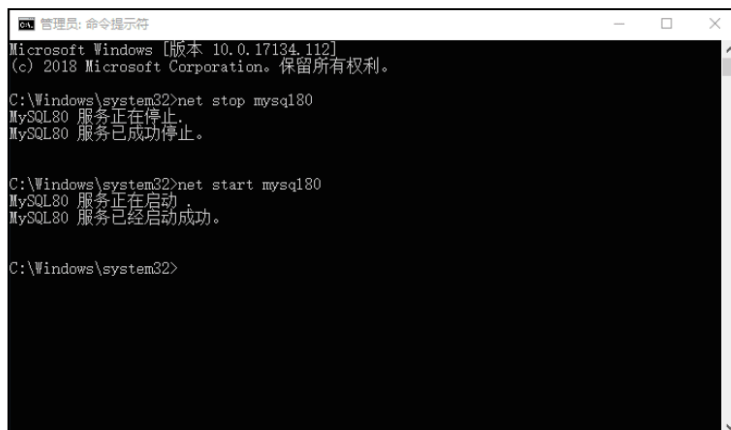 管理员: 命令提示符
Microsoft Windows [版本 10.0.17134.112]
(c) 2018 Microsoft Corporation。保留所有权利。
C:\Windows\system32>net stop mysql80
MySQL80 服务正在停止.
MySQL80 服务已成功停止。
C:\Windows\system32>net start mysql80
MySQL80 服务正在启动 .
MySQL80 服务已经启动成功。
C:\Windows\system32>